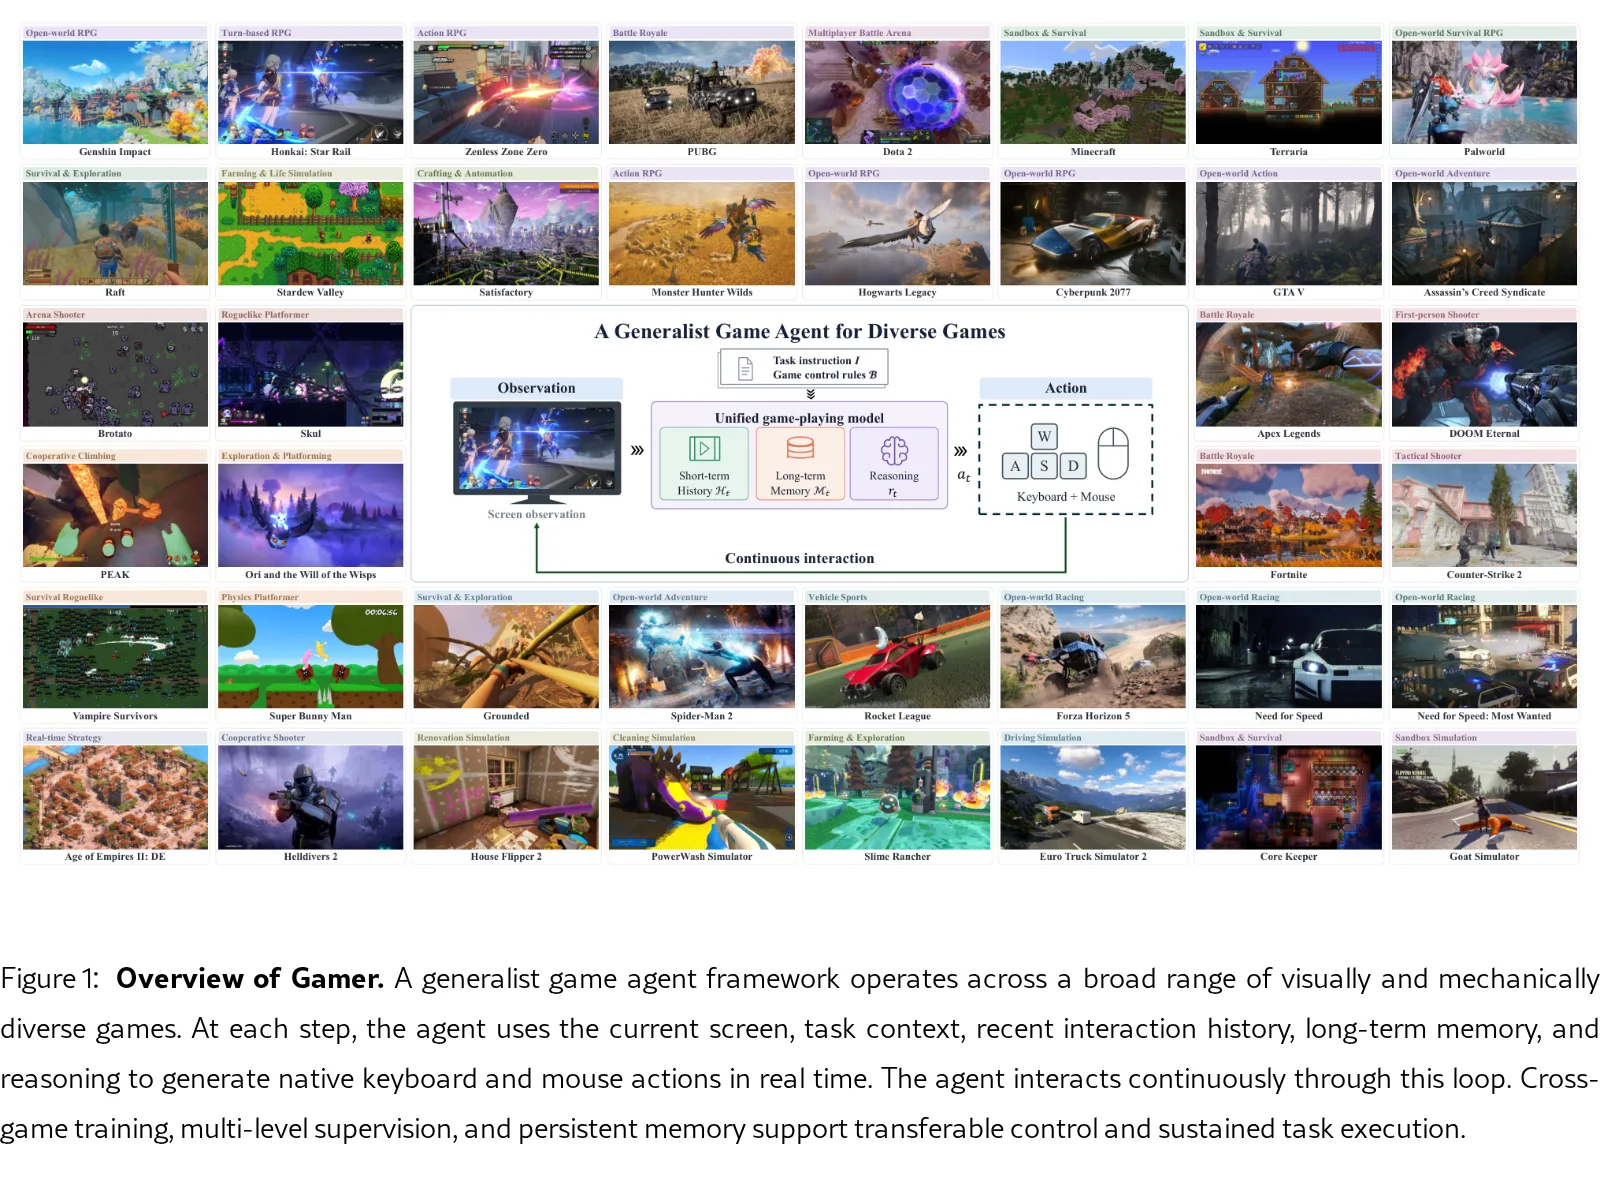 Open-world RPG
Turn-based RPG
Action RPG
Battle Royale
Multiplayer Battle Arena
Sandbox & Survival
Sandbox & Survival
Open-world Survival RPG
Genshin Impact
Honkai: Star Rail
Zenless Zone Zero
PUBG
Dota 2
Minecraft
Terraria
Palworld
Survival & Exploration
Farming & Life Simulation
Crafting & Automation
Action RPG
Open-world RPG
Open-world RPG
Open-world Action
Open-world Adventure
Raft
Stardew Valley
Satisfactory
Monster Hunter Wilds
Hogwarts Legacy
Cyberpunk 2077
GTA V
Assassin's Creed Syndicate
Arena Shooter
Roguelike Platformer
Brotato
Skul
Cooperative Climbing
Exploration & Platforming
PEAK
Ori and the Will of the Wisps
A Generalist Game Agent for Diverse Games
Task instruction I
Game control rules B
Observation
Screen observation
Unified game-playing model
Short-term
History ℋt
Long-term
Memory ℳt
Reasoning
rt
at
Action
W
A S D
Keyboard + Mouse
Continuous interaction
Battle Royale
First-person Shooter
Apex Legends
DOOM Eternal
Battle Royale
Tactical Shooter
FORTNITE
Fortnite
Counter-Strike 2
Survival Roguelike
Physics Platformer
Survival & Exploration
Open-world Adventure
Vehicle Sports
Open-world Racing
Open-world Racing
Open-world Racing
00:06:56
Vampire Survivors
Super Bunny Man
Grounded
Spider-Man 2
Rocket League
Forza Horizon 5
Need for Speed
Need for Speed: Most Wanted
Real-time Strategy
Cooperative Shooter
Renovation Simulation
Cleaning Simulation
Farming & Exploration
Driving Simulation
Sandbox & Survival
Sandbox Simulation
Age of Empires II: DE
Helldivers 2
House Flipper 2
PowerWash Simulator
Slime Rancher
Euro Truck Simulator 2
Core Keeper
Goat Simulator
Figure 1: Overview of Gamer. A generalist game agent framework operates across a broad range of visually and mechanically
diverse games. At each step, the agent uses the current screen, task context, recent interaction history, long-term memory, and
reasoning to generate native keyboard and mouse actions in real time. The agent interacts continuously through this loop. Cross-
game training, multi-level supervision, and persistent memory support transferable control and sustained task execution.